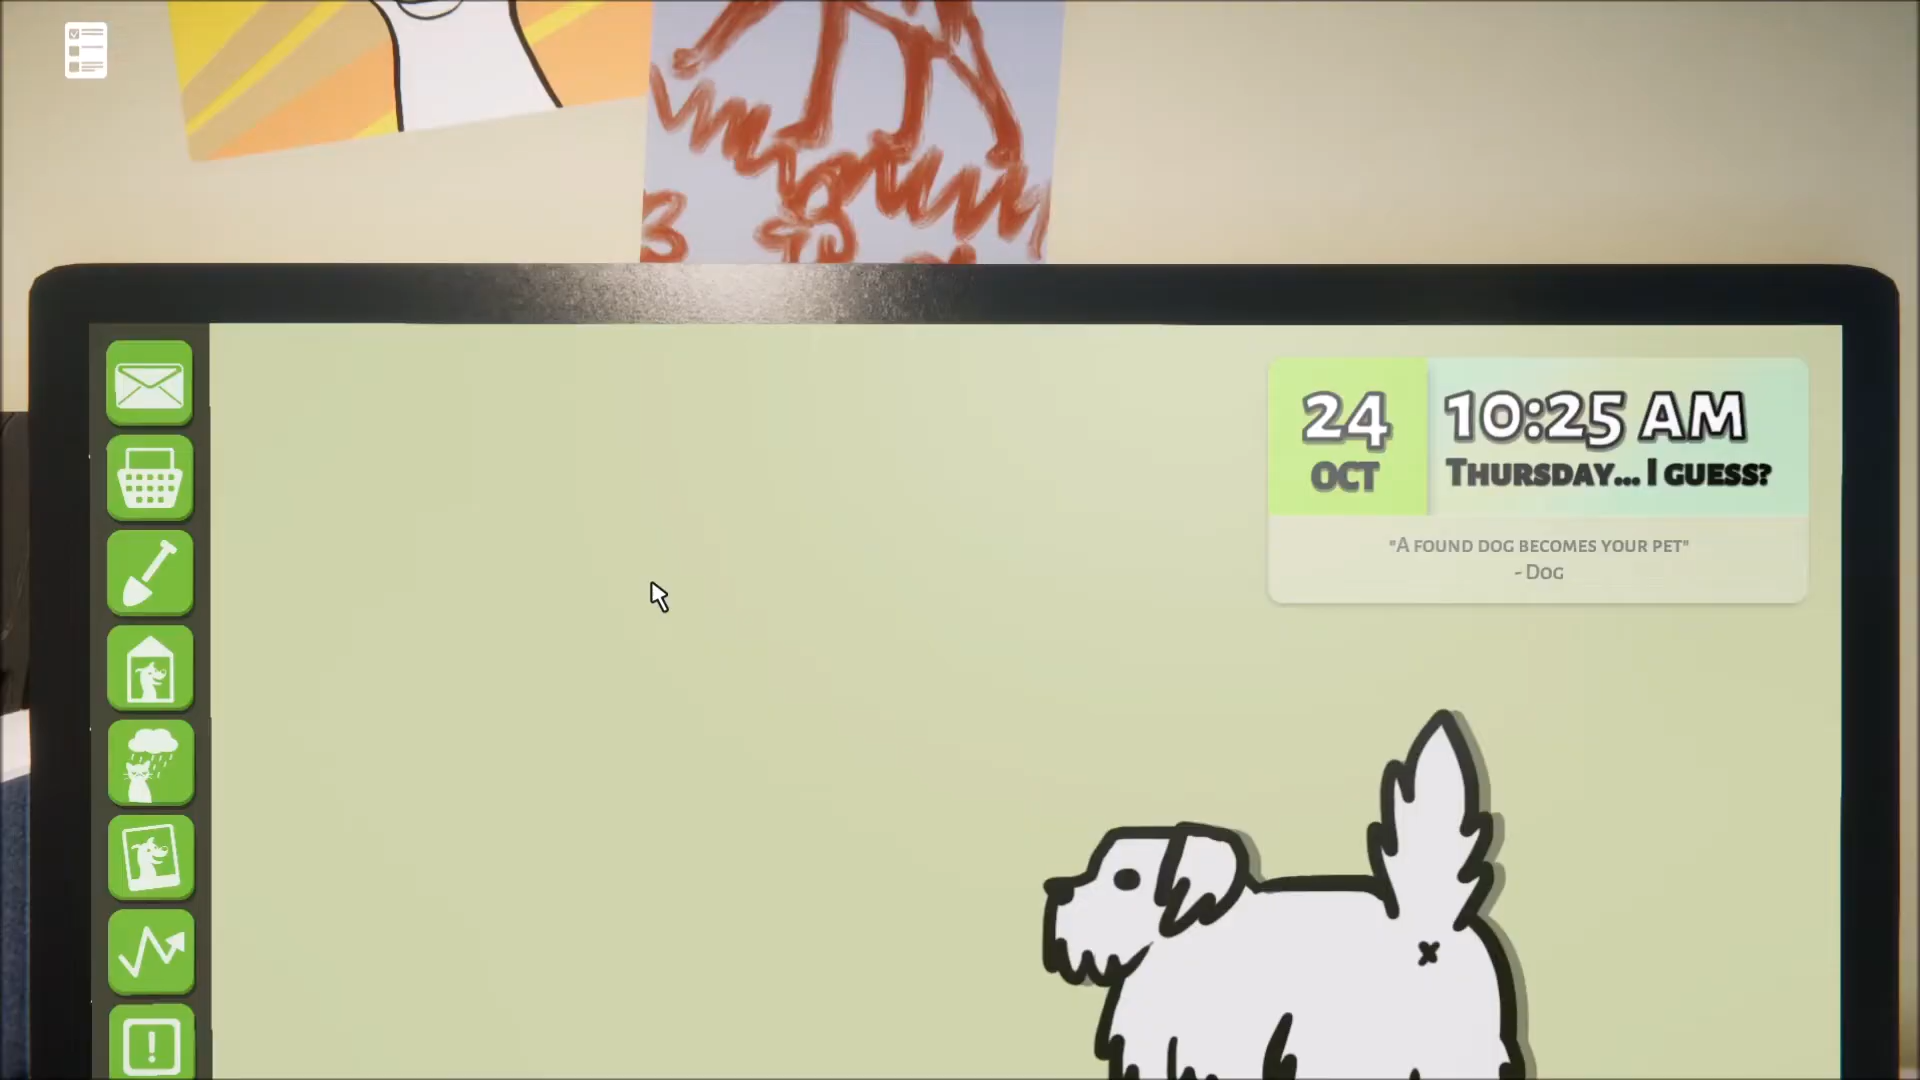 24
OCT
10:25 AM
THURSDAY... I GUESS?
"A FOUND DOG BECOMES YOUR PET"
- DOG